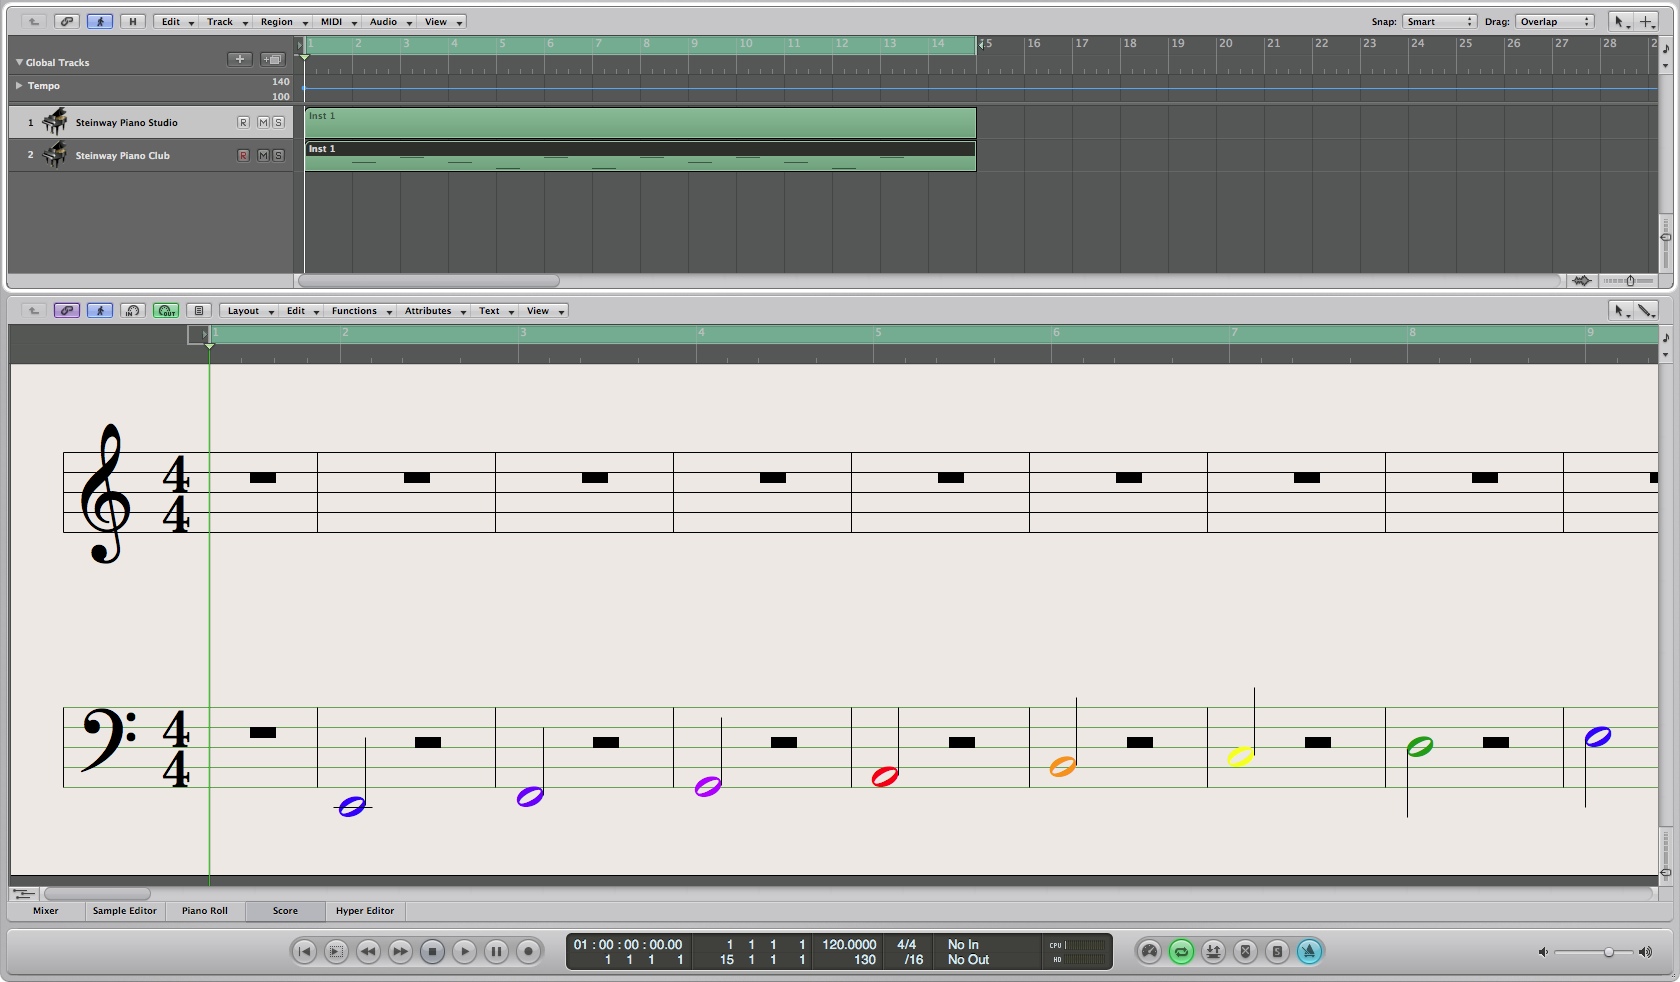 H Edit Track Region MIDI Audio View Snap: Smart Drag: Overlap
1 2 3 4 5 6 7 8 9 10 11 12 13 14 15 16 17 18 19 20 21 22 23 24 25 26 27 28 2
Global Tracks
Tempo 140
100
1 Steinway Piano Studio R M S Inst 1
2 Steinway Piano Club R M S Inst 1
IN OUT Layout Edit Functions Attributes Text View
1 2 3 4 5 6 7 8 9
4 4
4 4
Mixer Sample Editor Piano Roll Score Hyper Editor
01 : 00 : 00 : 00.00 1 1 1 1 120.0000 4/4 No In CPU
1 1 1 1 15 1 1 1 130 /16 No Out HD
S